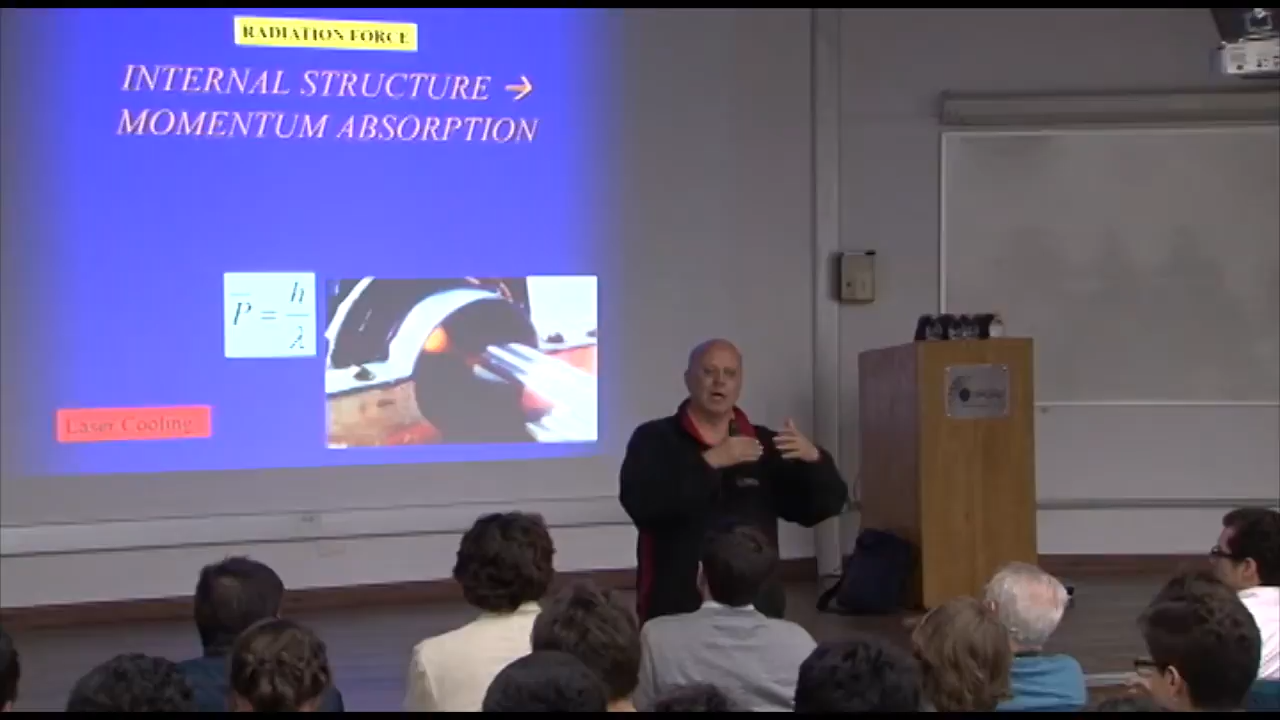 RADIATION FORCE
INTERNAL STRUCTURE →
MOMENTUM ABSORPTION
P = h / λ
Laser Cooling